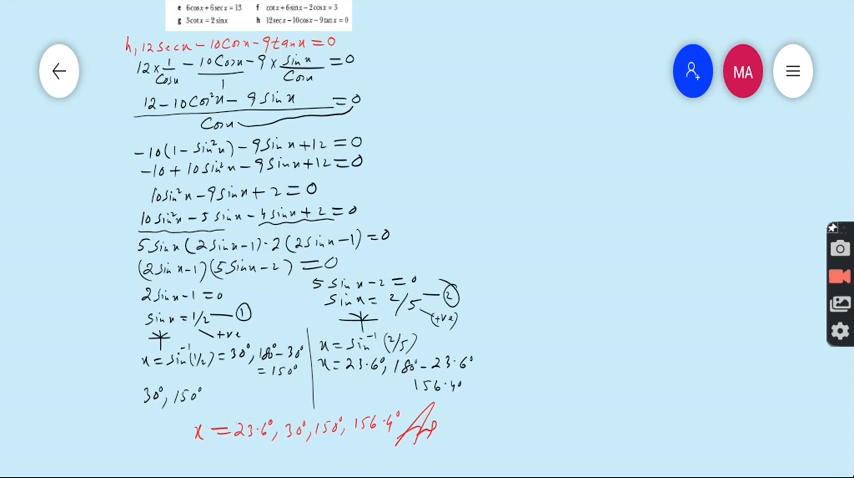 e 6cosx+6secx=13 f cotx+6sinx−2cosx=3
g 3cotx=2sinx h 12secx−10cosx−9tanx=0
h, 12secx − 10Cosx − 9tanx = 0
12 × 1/Cosx − 10Cosx/1 − 9 × sinx/Cosx = 0
12 − 10Cos²x − 9sinx / Cosx = 0
−10(1 − sin²x) − 9sinx + 12 = 0
−10 + 10sin²x − 9sinx + 12 = 0
10sin²x − 9sinx + 2 = 0
10sin²x − 5sinx − 4sinx + 2 = 0
5sinx(2sinx−1) - 2(2sinx−1) = 0
(2sinx−1)(5sinx−2) = 0
2sinx−1=0
sinx = 1/2 — ①
+ve
x = sin⁻¹(1/2) = 30°, 180−30°
= 150°
30°, 150°
5sinx − 2 = 0
sinx = 2/5 — ②
(+ve)
x = sin⁻¹(2/5)
x = 23.6°, 180° − 23.6°
156.4°
x = 23.6°, 30°, 150°, 156.4° Ans
MA